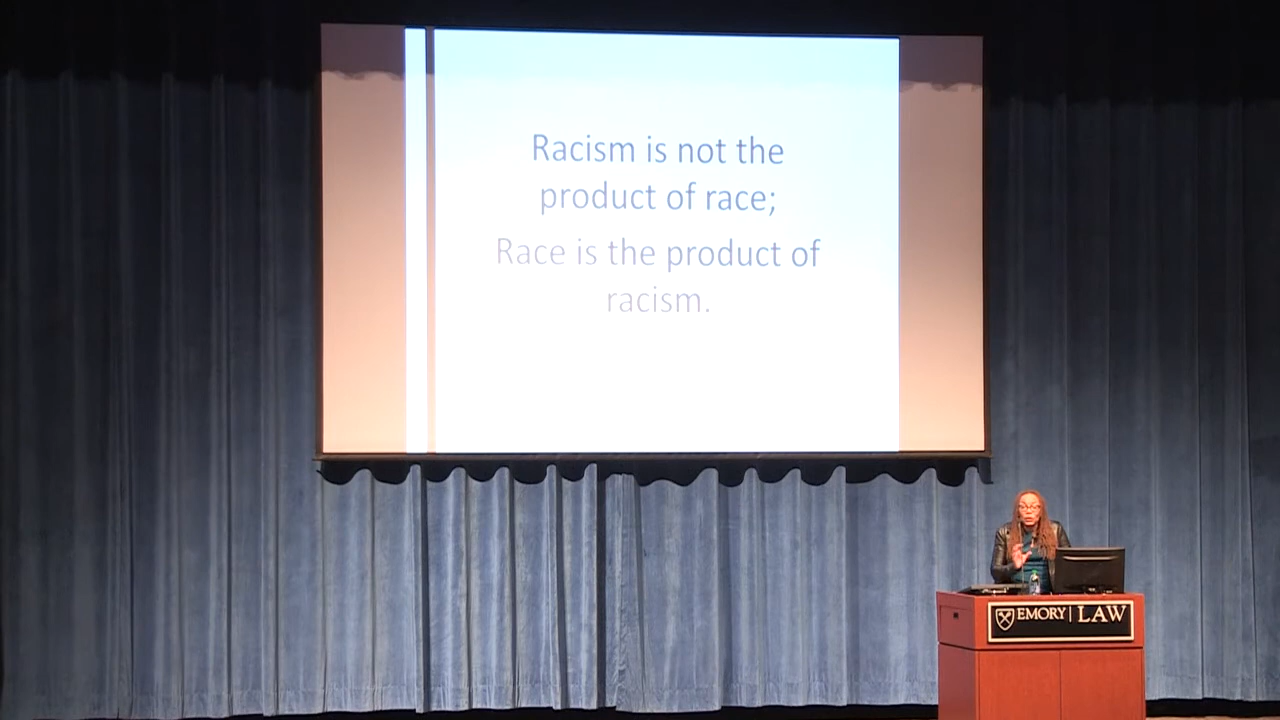 Racism is not the
product of race;
Race is the product of
racism.
EMORY | LAW